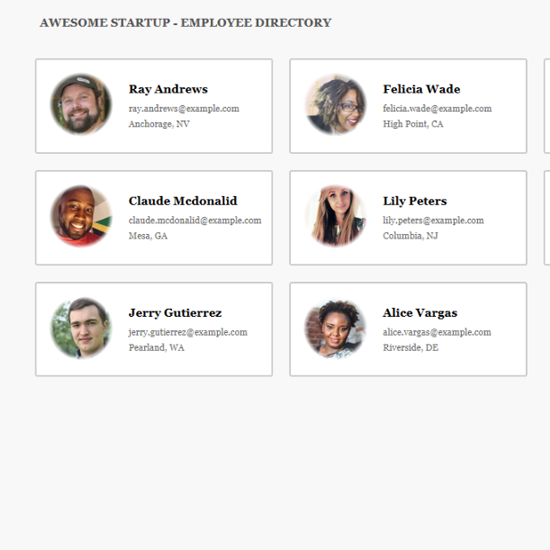 AWESOME STARTUP - EMPLOYEE DIRECTORY
Ray Andrews
ray.andrews@example.com
Anchorage, NV
Felicia Wade
felicia.wade@example.com
High Point, CA
Claude Mcdonalid
claude.mcdonalid@example.com
Mesa, GA
Lily Peters
lily.peters@example.com
Columbia, NJ
Jerry Gutierrez
jerry.gutierrez@example.com
Pearland, WA
Alice Vargas
alice.vargas@example.com
Riverside, DE